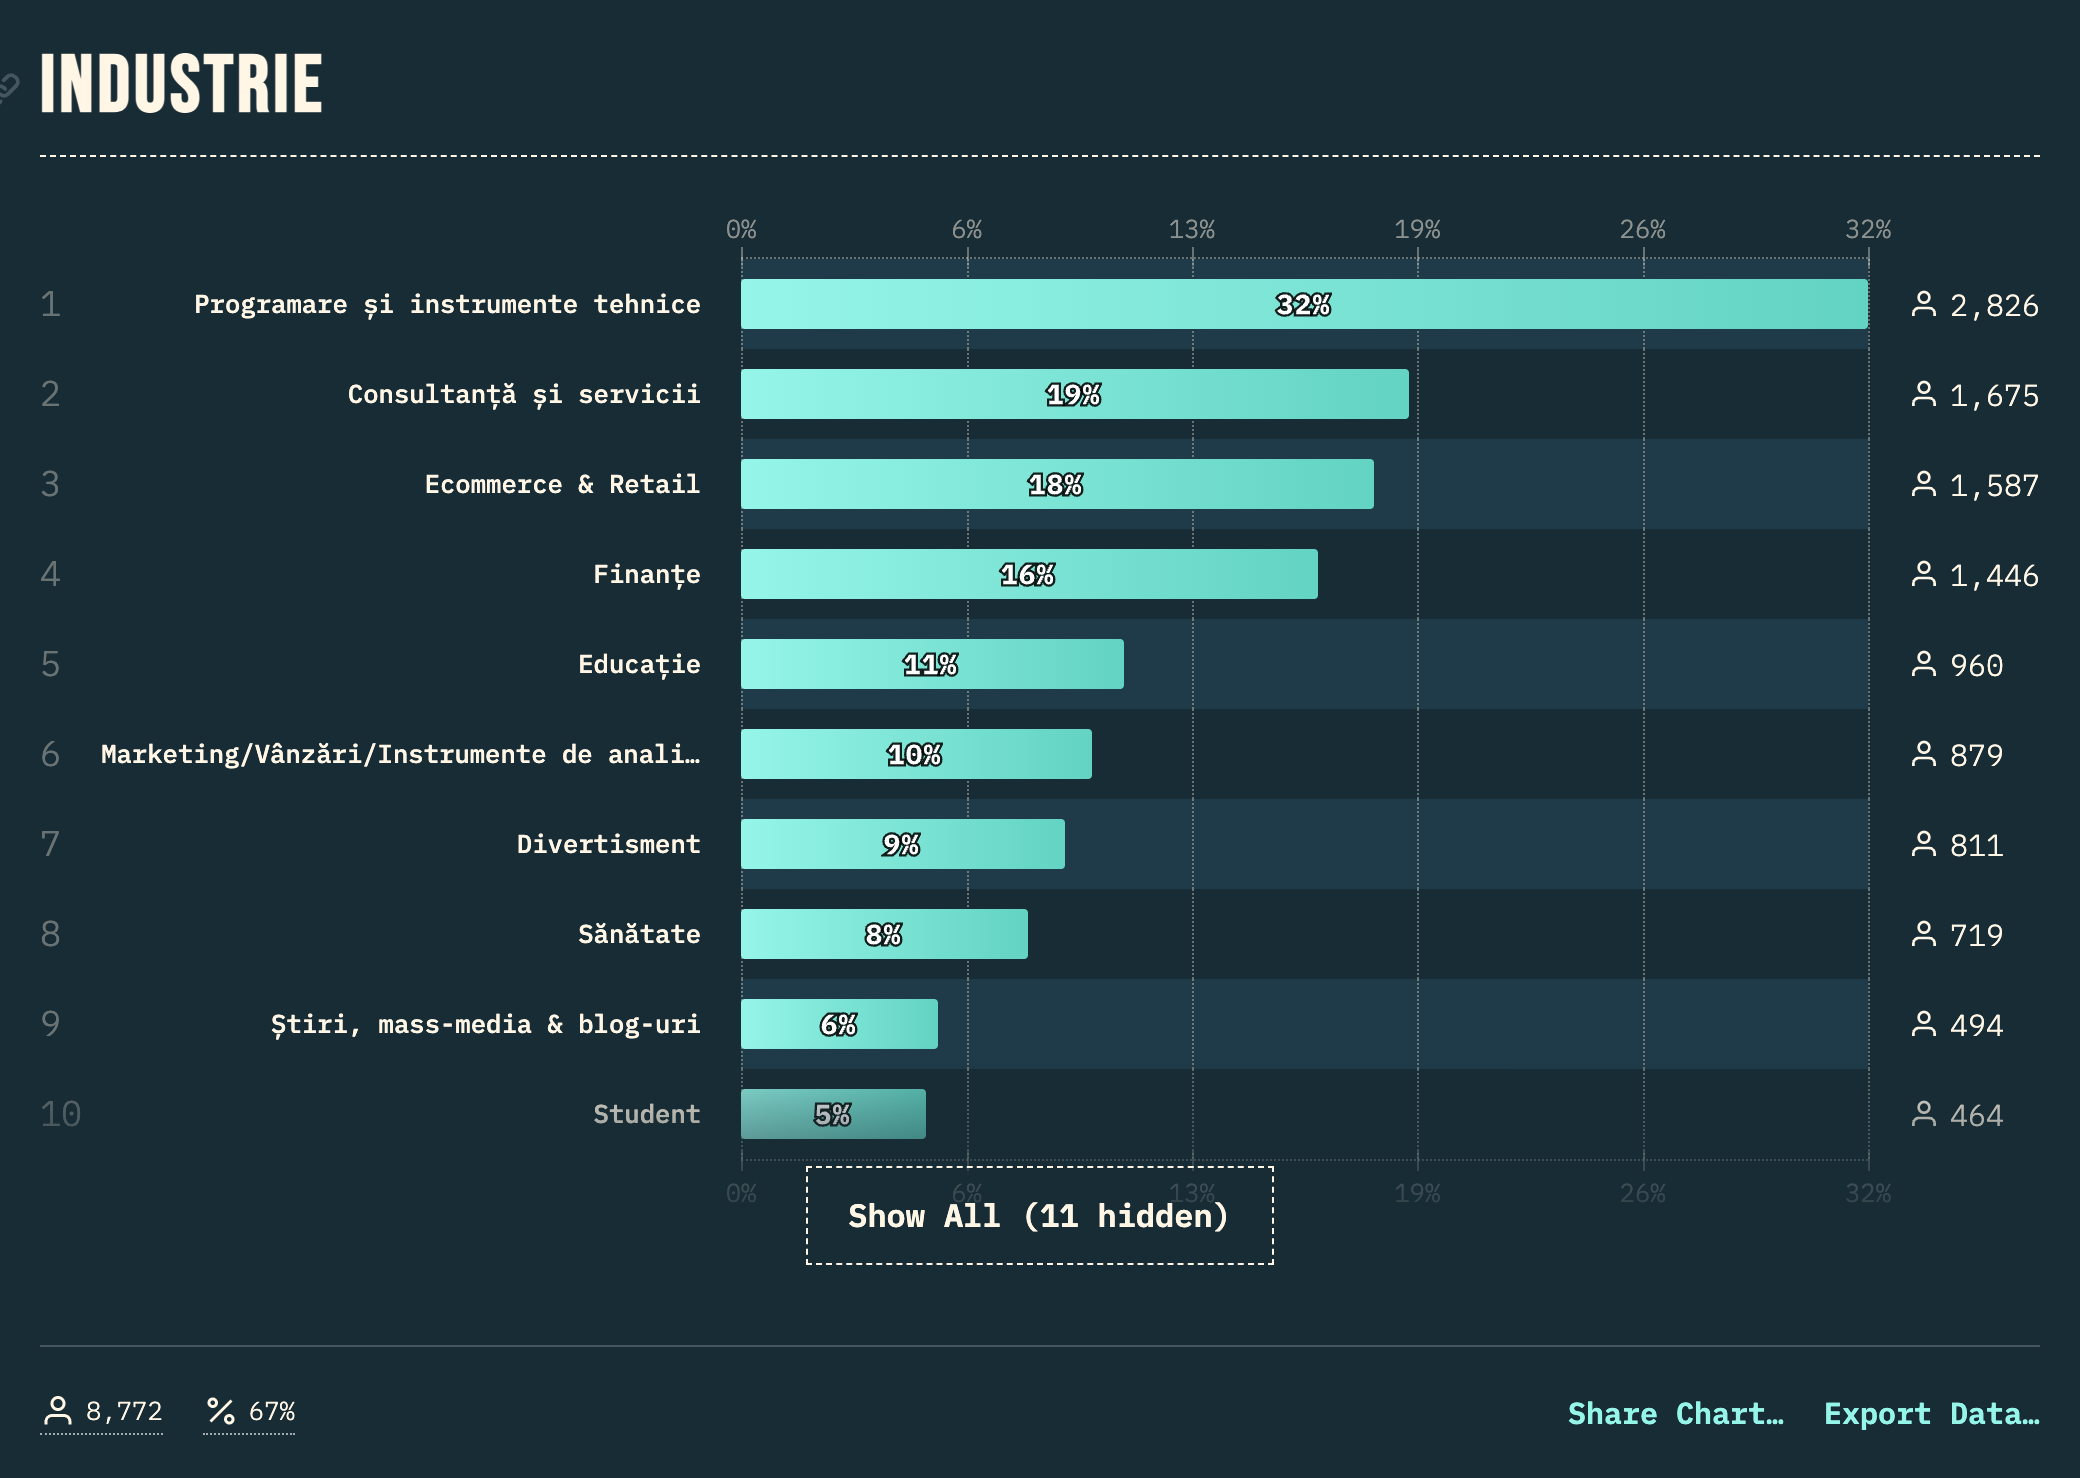 INDUSTRIE
0% 6% 13% 19% 26% 32%
1 Programare și instrumente tehnice 32% 2,826
2 Consultanță și servicii 19% 1,675
3 Ecommerce & Retail 18% 1,587
4 Finanțe 16% 1,446
5 Educație 11% 960
6 Marketing/Vânzări/Instrumente de anali… 10% 879
7 Divertisment 9% 811
8 Sănătate 8% 719
9 Știri, mass-media & blog-uri 6% 494
10 Student 5% 464
0% 6% 13% 19% 26% 32%
Show All (11 hidden)
8,772 % 67% Share Chart… Export Data…